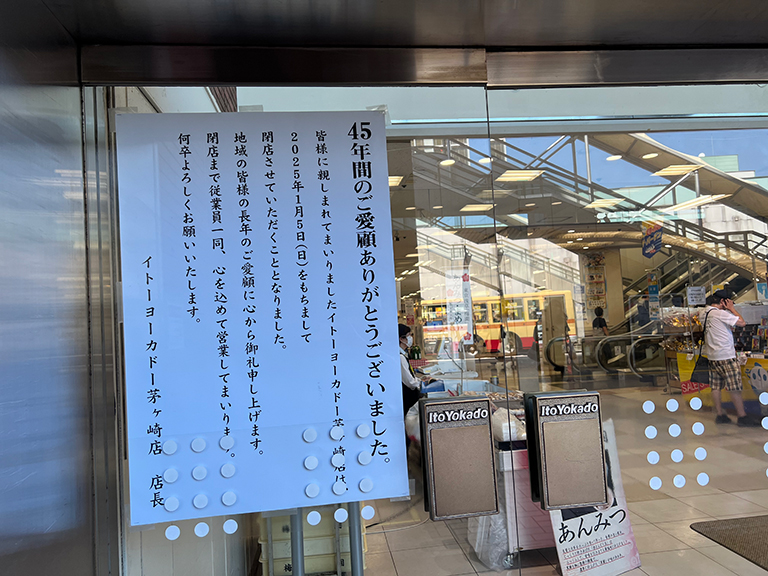 45年間のご愛顧ありがとうございました。
皆様に親しまれてまいりましたイトーヨーカドー茅ヶ崎店は、
2025年1月5日(日)をもちまして
閉店させていただくこととなりました。
地域の皆様の長年のご愛顧に心から御礼申し上げます。
閉店まで従業員一同、心を込めて営業してまいります。
何卒よろしくお願いいたします。
イトーヨーカドー茅ヶ崎店 店長
ItoYokado
ItoYokado
あんみつ
SALE